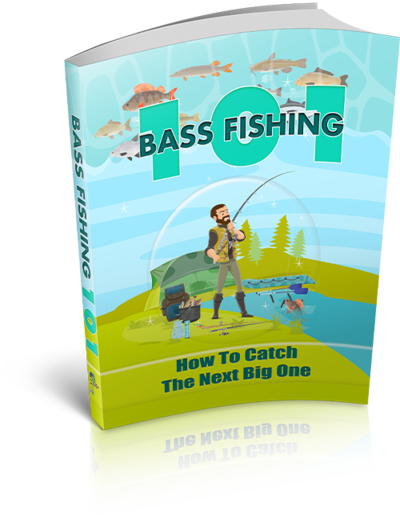 101
BASS FISHING
How To Catch
The Next Big One
BASS FISHING 101